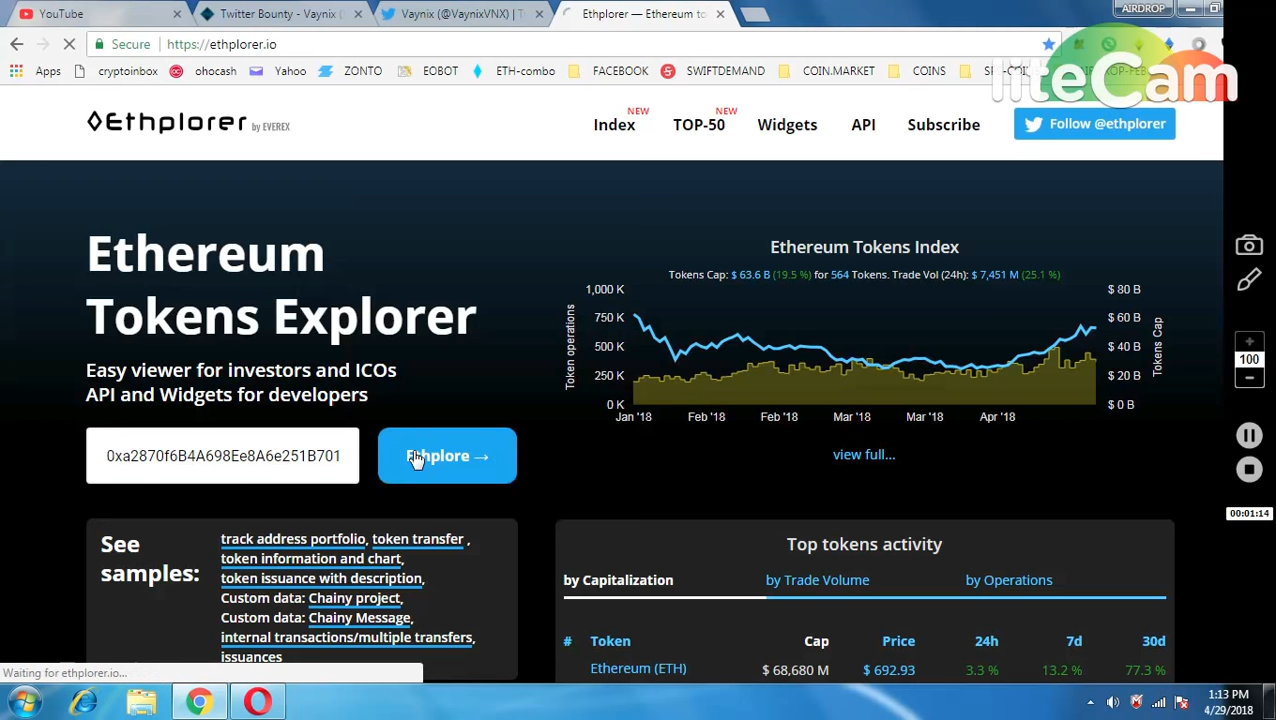 YouTube
Twitter Bounty - Vaynix
Vaynix (@VaynixVNX) | T
Ethplorer — Ethereum to
AIRDROP
Secure
https://ethplorer.io
Apps
cryptoinbox
ohocash
Yahoo
ZONTO
EOBOT
ETH-combo
FACEBOOK
SWIFTDEMAND
COIN.MARKET
COINS
liteCam
Ethplorer by EVEREX
NEW
NEW
Index
TOP-50
Widgets
API
Subscribe
Follow @ethplorer
Ethereum
Tokens Explorer
Easy viewer for investors and ICOs
API and Widgets for developers
0xa2870f6B4A698Ee8A6e251B701
Ethplore →
Ethereum Tokens Index
Tokens Cap: $ 63.6 B (19.5 %) for 564 Tokens. Trade Vol (24h): $ 7,451 M (25.1 %)
1,000 K
750 K
500 K
250 K
0 K
Token operations
$ 80 B
$ 60 B
$ 40 B
$ 20 B
$ 0 B
Tokens Cap
Jan '18
Feb '18
Feb '18
Mar '18
Mar '18
Apr '18
view full...
100
00:01:14
See
samples:
track address portfolio, token transfer ,
token information and chart,
token issuance with description,
Custom data: Chainy project,
Custom data: Chainy Message,
internal transactions/multiple transfers,
issuances
Top tokens activity
by Capitalization
by Trade Volume
by Operations
# Token Cap Price 24h 7d 30d
Ethereum (ETH) $ 68,680 M $ 692.93 3.3 % 13.2 % 77.3 %
Waiting for ethplorer.io...
1:13 PM
4/29/2018